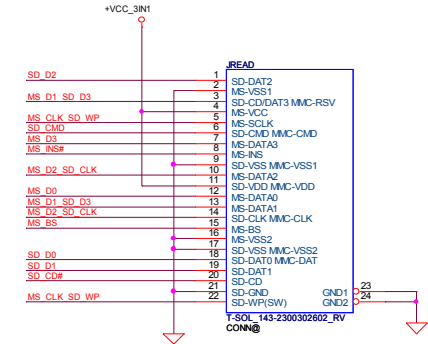 +VCC_3IN1
JREAD
SD_D2 1 SD-DAT2
2 MS-VSS1
MS_D1_SD_D3 3 SD-CD/DAT3 MMC-RSV
4 MS-VCC
MS_CLK_SD_WP 5 MS-SCLK
SD_CMD 6 SD-CMD MMC-CMD
MS_D3 7 MS-DATA3
MS_INS# 8 MS-INS
9 SD-VSS MMC-VSS1
MS_D2_SD_CLK 10 MS-DATA2
11 SD-VDD MMC-VDD
MS_D0 12 MS-DATA0
MS_D1_SD_D3 13 MS-DATA1
MS_D2_SD_CLK 14 SD-CLK MMC-CLK
MS_BS 15 MS-BS
16 MS-VSS2
17 SD-VSS MMC-VSS2
SD_D0 18 SD-DAT0 MMC-DAT
SD_D1 19 SD-DAT1
SD_CD# 20 SD-CD
21 SD-GND GND1 23
MS_CLK_SD_WP 22 SD-WP(SW) GND2 24
T-SOL_143-2300302602_RV
CONN@